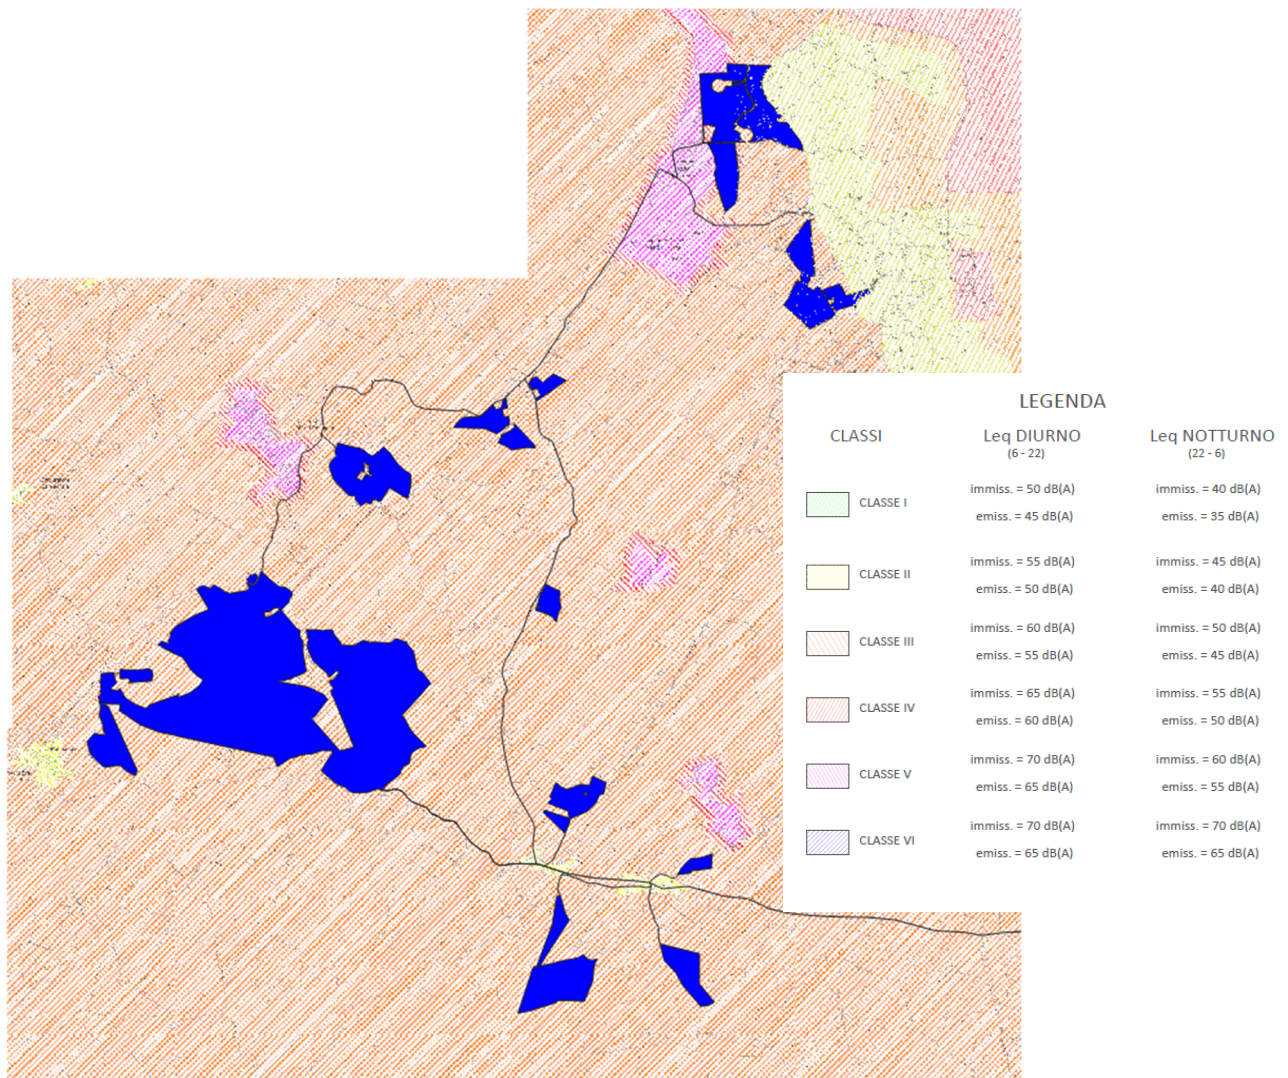 LEGENDA
CLASSI Leq DIURNO Leq NOTTURNO
(6 - 22) (22 - 6)
immiss. = 50 dB(A) immiss. = 40 dB(A)
CLASSE I
emiss. = 45 dB(A) emiss. = 35 dB(A)
immiss. = 55 dB(A) immiss. = 45 dB(A)
CLASSE II
emiss. = 50 dB(A) emiss. = 40 dB(A)
immiss. = 60 dB(A) immiss. = 50 dB(A)
CLASSE III
emiss. = 55 dB(A) emiss. = 45 dB(A)
immiss. = 65 dB(A) immiss. = 55 dB(A)
CLASSE IV
emiss. = 60 dB(A) emiss. = 50 dB(A)
immiss. = 70 dB(A) immiss. = 60 dB(A)
CLASSE V
emiss. = 65 dB(A) emiss. = 55 dB(A)
immiss. = 70 dB(A) immiss. = 70 dB(A)
CLASSE VI
emiss. = 65 dB(A) emiss. = 65 dB(A)